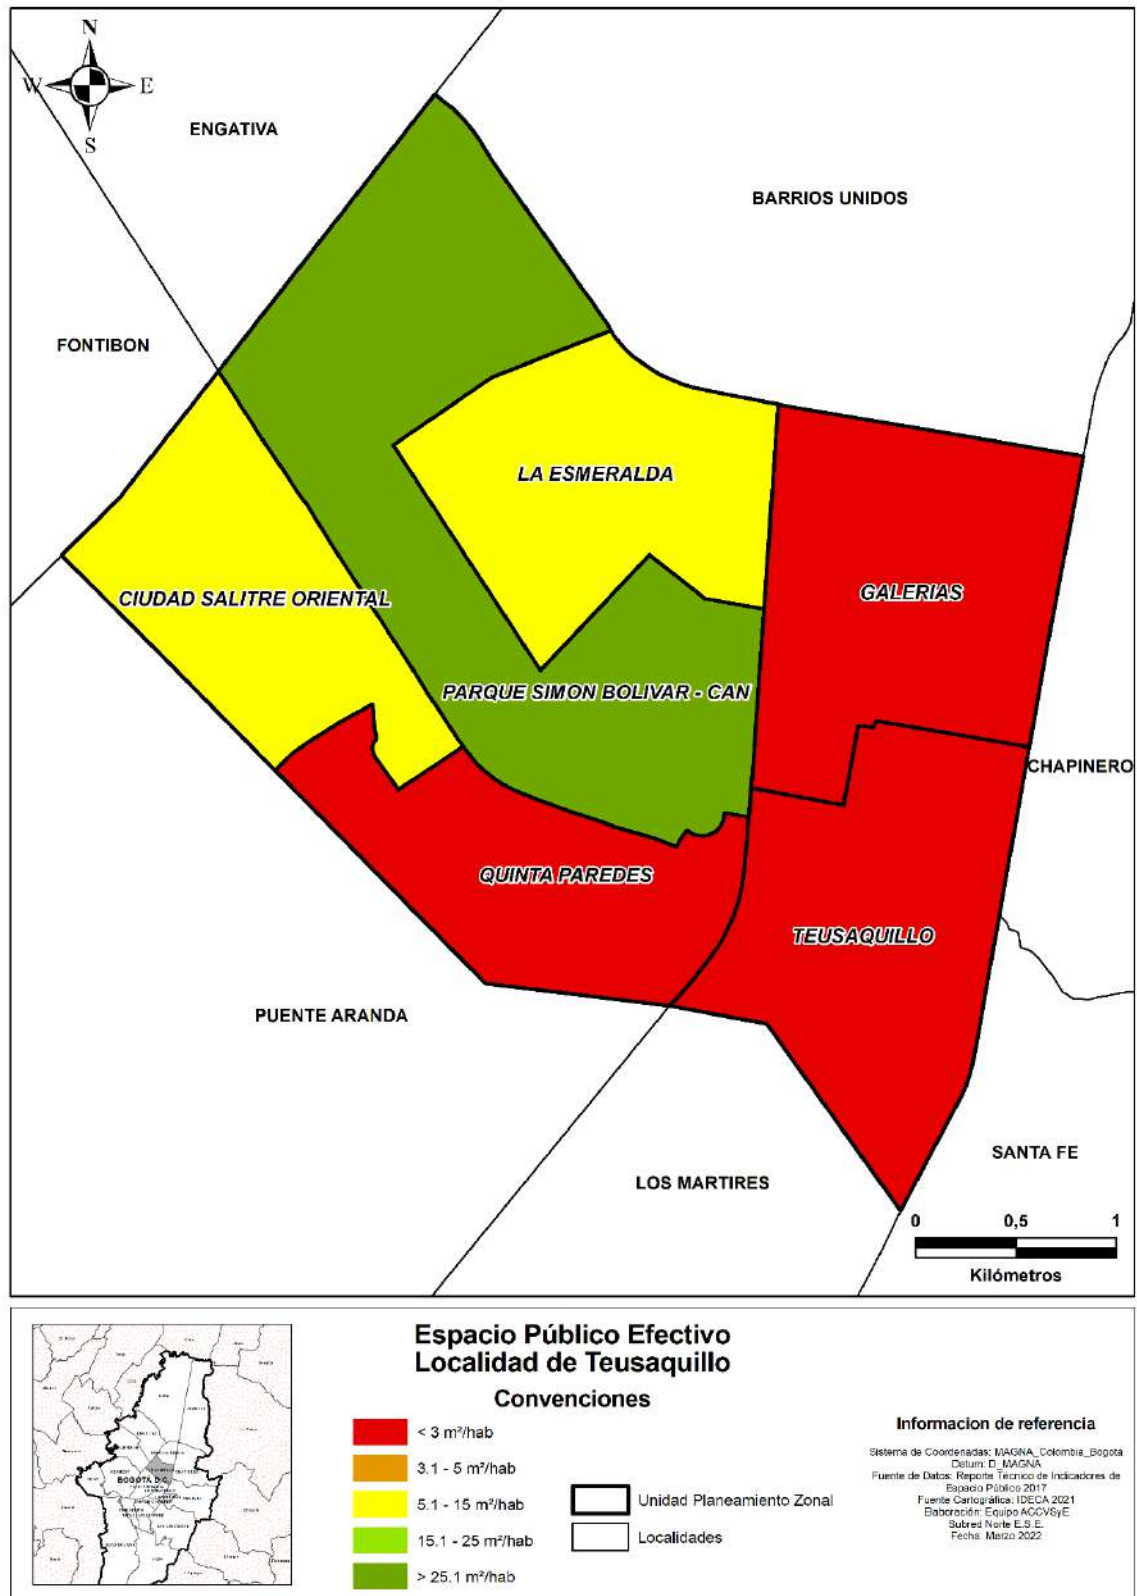 N
W E
S
ENGATIVA
BARRIOS UNIDOS
FONTIBON
LA ESMERALDA
CIUDAD SALITRE ORIENTAL
GALERIAS
PARQUE SIMON BOLIVAR - CAN
CHAPINERO
QUINTA PAREDES
TEUSAQUILLO
PUENTE ARANDA
SANTA FE
LOS MARTIRES
0 0,5 1
Kilómetros
Espacio Público Efectivo
Localidad de Teusaquillo
Convenciones
< 3 m²/hab
3.1 - 5 m²/hab
5.1 - 15 m²/hab
15.1 - 25 m²/hab
> 25.1 m²/hab
Unidad Planeamiento Zonal
Localidades
Informacion de referencia
Sistema de Coordenadas: MAGNA_Colombia_Bogota
Datum: D_MAGNA
Fuente de Datos: Reporte Técnico de Indicadores de
Espacio Público 2017
Fuente Cartográfica: IDECA 2021
Elaboración: Equipo ACCVSyE
Subred Norte E.S.E.
Fecha: Marzo 2022
BOGOTA D.C.